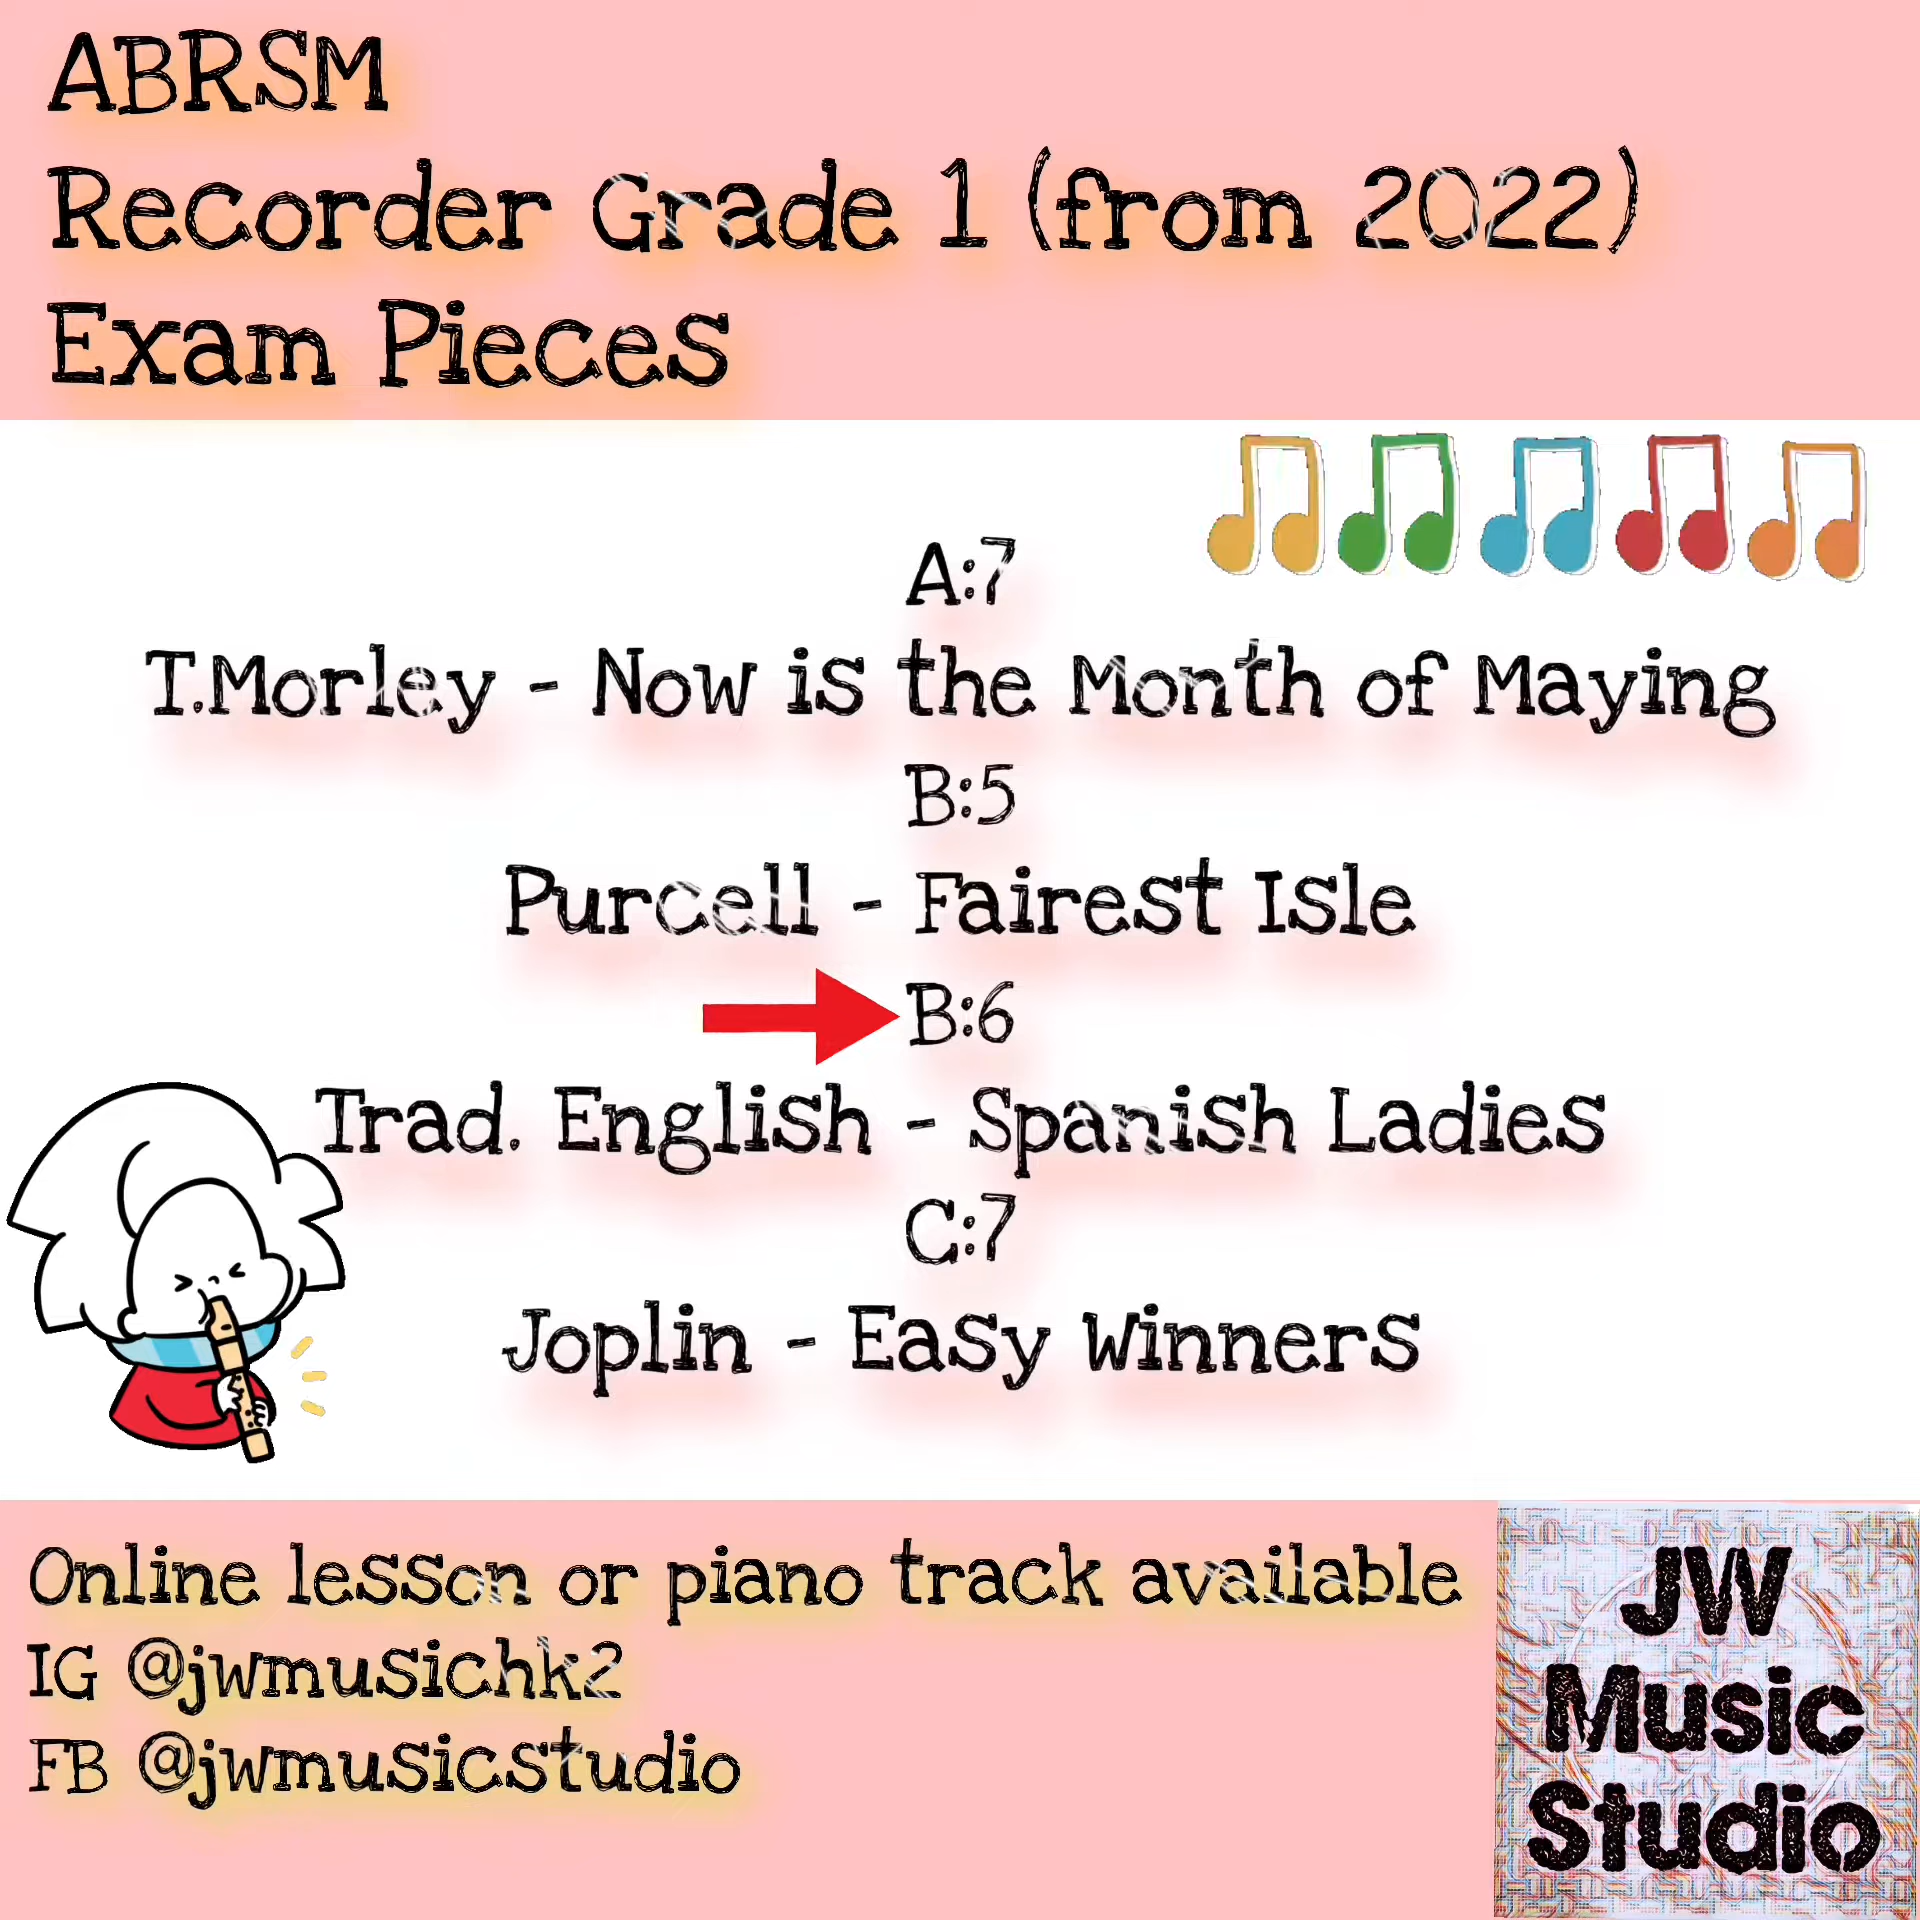 ABRSM
Recorder Grade 1 (from 2022)
Exam Pieces
A:7
T.Morley - Now is the Month of Maying
B:5
Purcell - Fairest Isle
B:6
Trad. English - Spanish Ladies
C:7
Joplin - Easy Winners
Online lesson or piano track available
IG @jwmusichk2
FB @jwmusicstudio
JW
Music
Studio